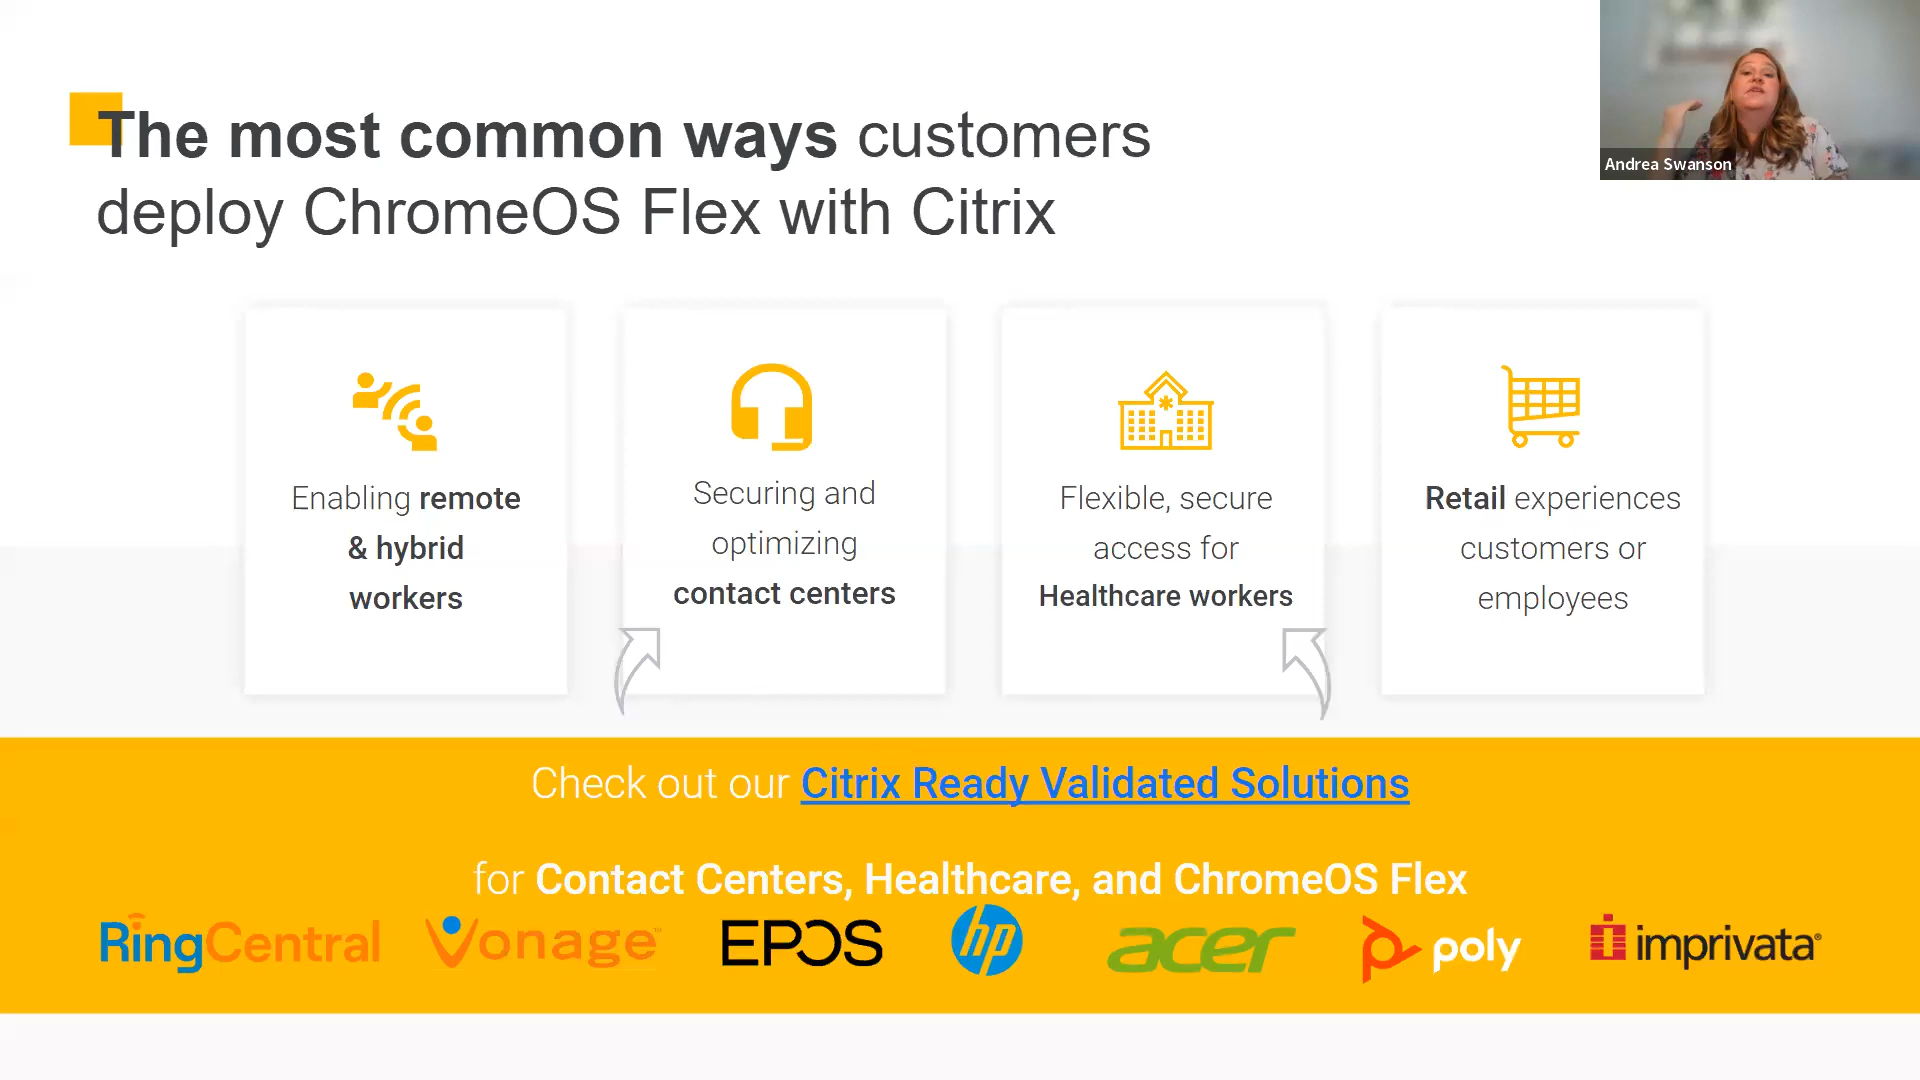 The most common ways customers
deploy ChromeOS Flex with Citrix
Andrea Swanson
Enabling remote
& hybrid
workers
Securing and
optimizing
contact centers
Flexible, secure
access for
Healthcare workers
Retail experiences
customers or
employees
Check out our Citrix Ready Validated Solutions
for Contact Centers, Healthcare, and ChromeOS Flex
RingCentral
Vonage™
EPOS
hp
acer
poly
imprivata®